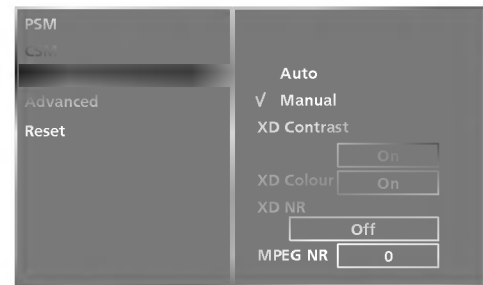 PSM
CSM
Advanced
Reset
Auto
√ Manual
XD Contrast
On
XD Colour On
XD NR
Off
MPEG NR 0